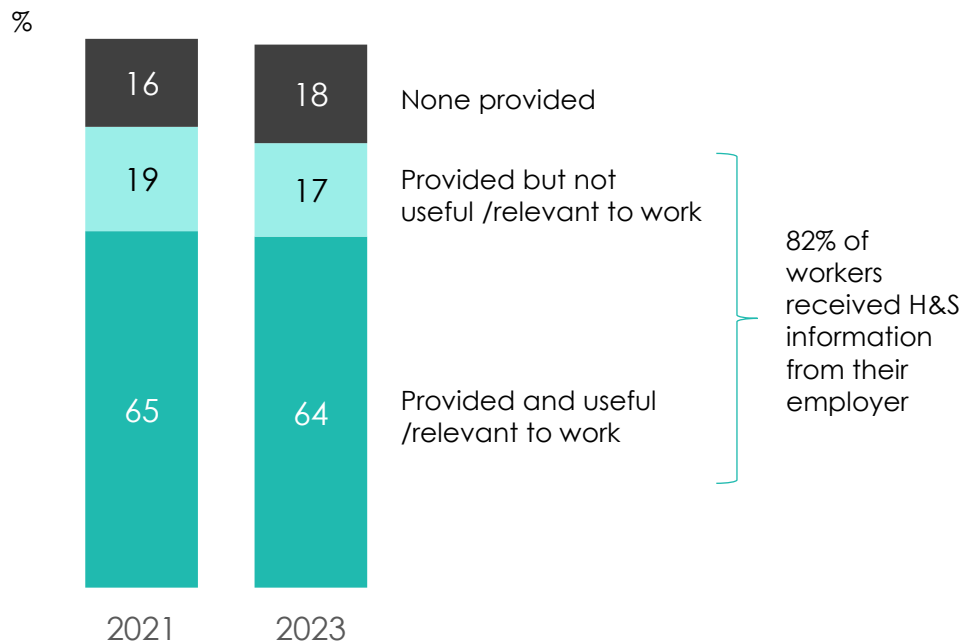 %
16
18
None provided
19
17
Provided but not
useful /relevant to work
82% of
workers
received H&S
information
from their
employer
65
64
Provided and useful
/relevant to work
2021
2023